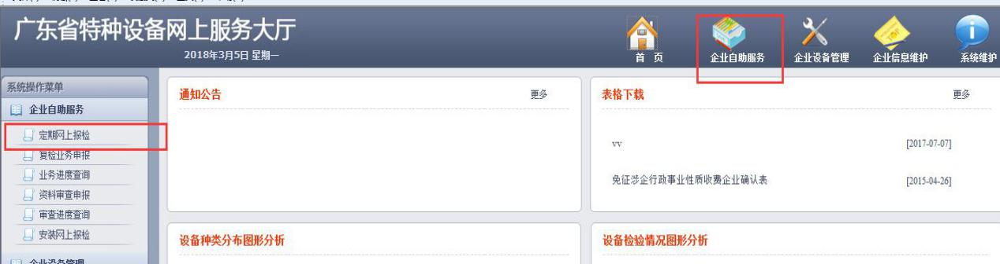 广东省特种设备网上服务大厅
2018年3月5日 星期一
首 页
企业自助服务
企业设备管理
企业信息维护
系统维护
系统操作菜单
企业自助服务
定期网上报检
复检业务申报
业务进度查询
资料审查申报
审查进度查询
安装网上报检
企业设备管理
通知公告
更多
表格下载
更多
vv
[2017-07-07]
免征涉企行政事业性质收费企业确认表
[2015-04-26]
设备种类分布图形分析
设备检验情况图形分析